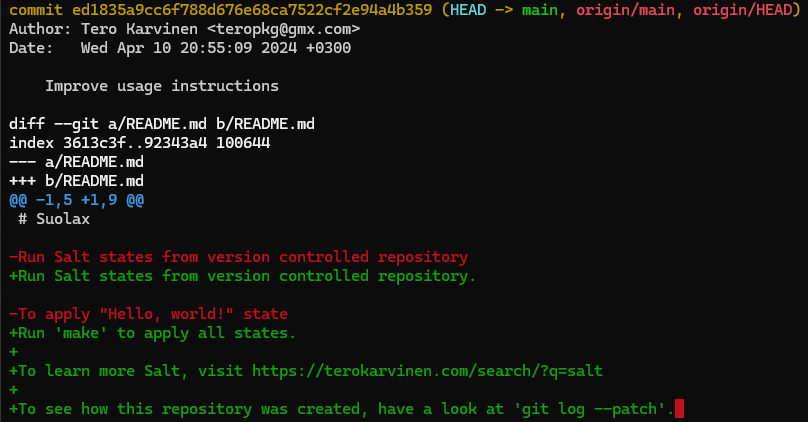 commit ed1835a9cc6f788d676e68ca7522cf2e94a4b359 (HEAD -> main, origin/main, origin/HEAD)
Author: Tero Karvinen <teropkg@gmx.com>
Date:   Wed Apr 10 20:55:09 2024 +0300

    Improve usage instructions

diff --git a/README.md b/README.md
index 3613c3f..92343a4 100644
--- a/README.md
+++ b/README.md
@@ -1,5 +1,9 @@
 # Suolax

-Run Salt states from version controlled repository
+Run Salt states from version controlled repository.

-To apply "Hello, world!" state
+Run 'make' to apply all states.
+
+To learn more Salt, visit https://terokarvinen.com/search/?q=salt
+
+To see how this repository was created, have a look at 'git log --patch'.